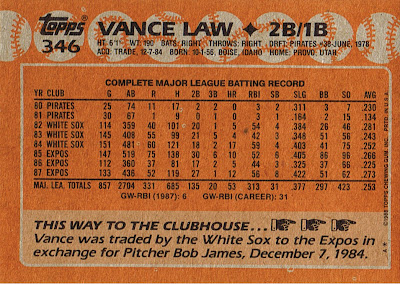 topps
346
VANCE LAW ✦ 2B/1B
HT: 6'1" WT: 190 BATS: RIGHT THROWS: RIGHT DRFT: PIRATES #38-JUNE, 1978
ACQ: TRADE, 12-7-84 BORN: 10-1-56, BOISE, IDAHO HOME: PROVO, UTAH
COMPLETE MAJOR LEAGUE BATTING RECORD
YR CLUB G AB R H 2B 3B HR RBI SB SLG BB SO AVG
80 PIRATES 25 74 11 17 2 2 0 3 2 .311 3 7 .230
81 PIRATES 30 67 1 9 0 1 0 3 1 .164 2 15 .134
82 WHITE SOX 114 359 40 101 20 1 5 54 4 .384 26 46 .281
83 WHITE SOX 145 408 55 99 21 5 4 42 3 .348 51 56 .243
84 WHITE SOX 151 481 60 121 18 2 17 59 4 .403 41 75 .252
85 EXPOS 147 519 75 138 30 6 10 52 6 .405 86 96 .266
86 EXPOS 112 360 37 81 17 2 5 44 3 .325 37 66 .225
87 EXPOS 133 436 52 119 27 1 12 56 8 .422 51 62 .273
MAJ. LEA. TOTALS 857 2704 331 685 135 20 53 313 31 .377 297 423 .253
GW-RBI (1987): 6 GW-RBI (CAREER): 31
THIS WAY TO THE CLUBHOUSE...
Vance was traded by the White Sox to the Expos in
exchange for Pitcher Bob James, December 7, 1984.
©1988 TOPPS CHEWING GUM, INC. PRTD. U.S.A.